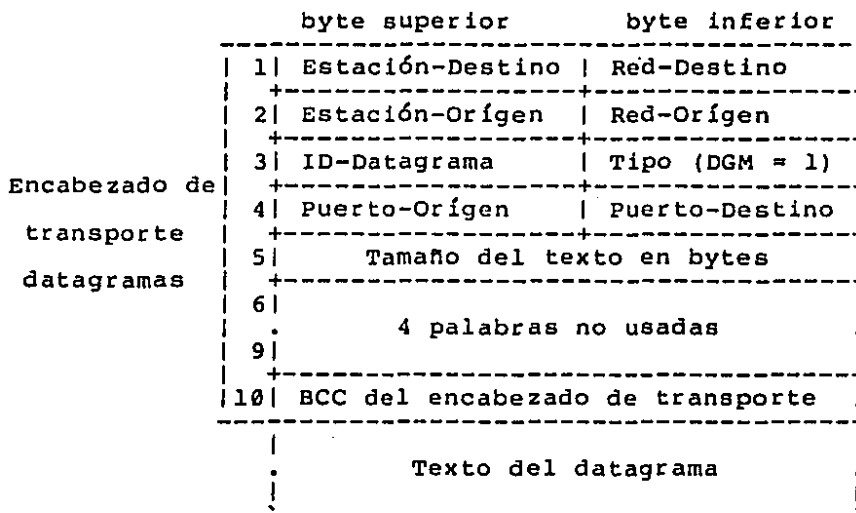 byte superior byte inferior
1 Estación-Destino Red-Destino
2 Estación-Orígen Red-Orígen
3 ID-Datagrama Tipo (DGM = 1)
Encabezado de
4 Puerto-Orígen Puerto-Destino
transporte
5 Tamaño del texto en bytes
datagramas
6
4 palabras no usadas
9
10 BCC del encabezado de transporte
Texto del datagrama